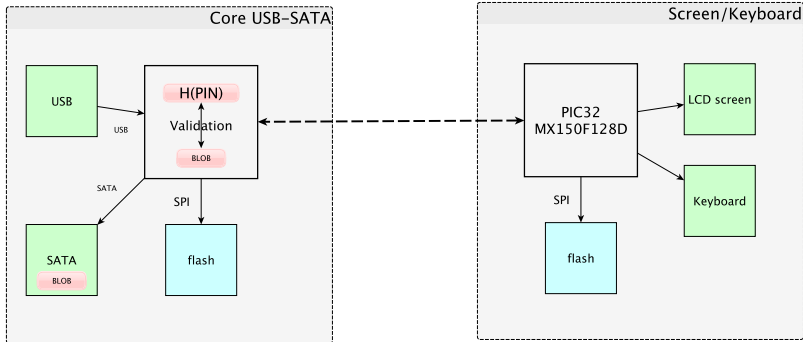 Core USB-SATA
USB
USB
H(PIN)
Validation
BLOB
SATA
SPI
SATA
BLOB
flash
Screen/Keyboard
PIC32
MX150F128D
LCD screen
Keyboard
SPI
flash